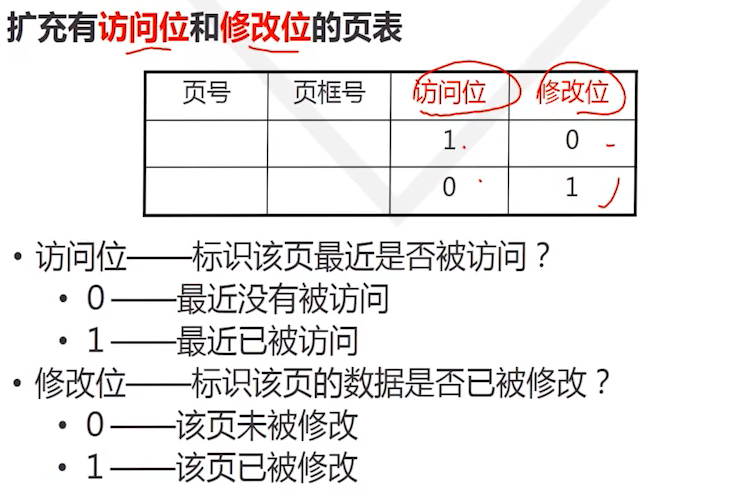 扩充有访问位和修改位的页表
页号 页框号 访问位 修改位
1 0
0 1
• 访问位——标识该页最近是否被访问？
• 0——最近没有被访问
• 1——最近已被访问
• 修改位——标识该页的数据是否已被修改？
• 0——该页未被修改
• 1——该页已被修改